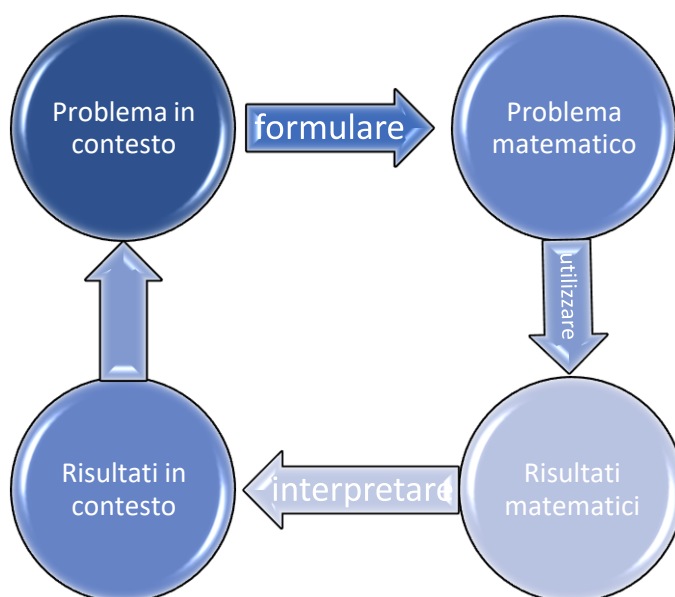 Problema in
contesto
formulare
Problema
matematico
utilizzare
Risultati
matematici
interpretare
Risultati in
contesto